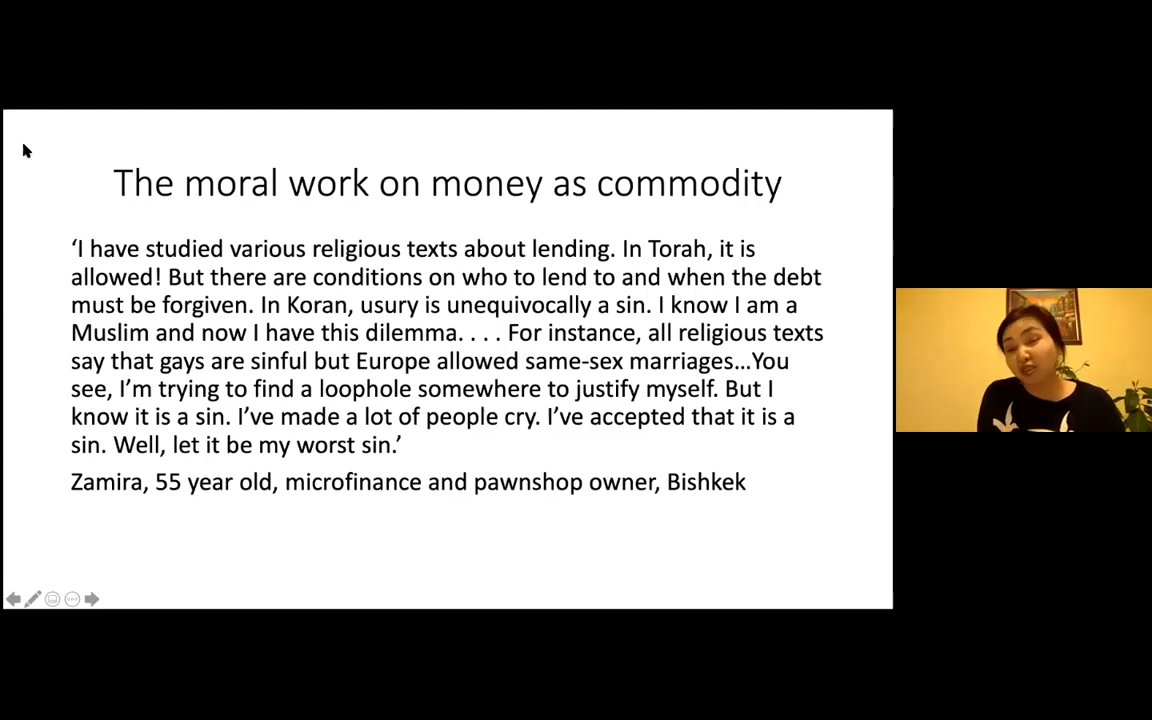 The moral work on money as commodity
‘I have studied various religious texts about lending. In Torah, it is
allowed! But there are conditions on who to lend to and when the debt
must be forgiven. In Koran, usury is unequivocally a sin. I know I am a
Muslim and now I have this dilemma. . . . For instance, all religious texts
say that gays are sinful but Europe allowed same-sex marriages…You
see, I’m trying to find a loophole somewhere to justify myself. But I
know it is a sin. I’ve made a lot of people cry. I’ve accepted that it is a
sin. Well, let it be my worst sin.’
Zamira, 55 year old, microfinance and pawnshop owner, Bishkek